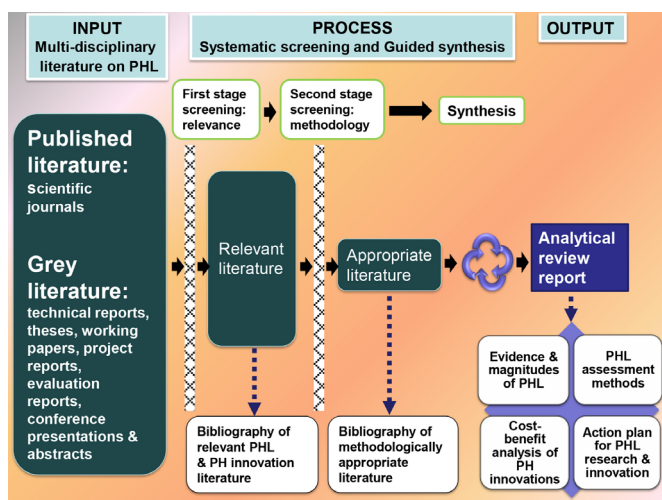 INPUT
Multi-disciplinary
literature on PHL
PROCESS
Systematic screening and Guided synthesis
OUTPUT
First stage
screening:
relevance
Second stage
screening:
methodology
Synthesis
Published
literature:
scientific
journals
Grey
literature:
technical reports,
theses, working
papers, project
reports,
evaluation
reports,
conference
presentations &
abstracts
Relevant
literature
Appropriate
literature
Analytical
review
report
Evidence &
magnitudes
of PHL
PHL
assessment
methods
Cost-
benefit
analysis of
PH
innovations
Action plan
for PHL
research &
innovation
Bibliography of
relevant PHL
& PH innovation
literature
Bibliography of
methodologically
appropriate
literature